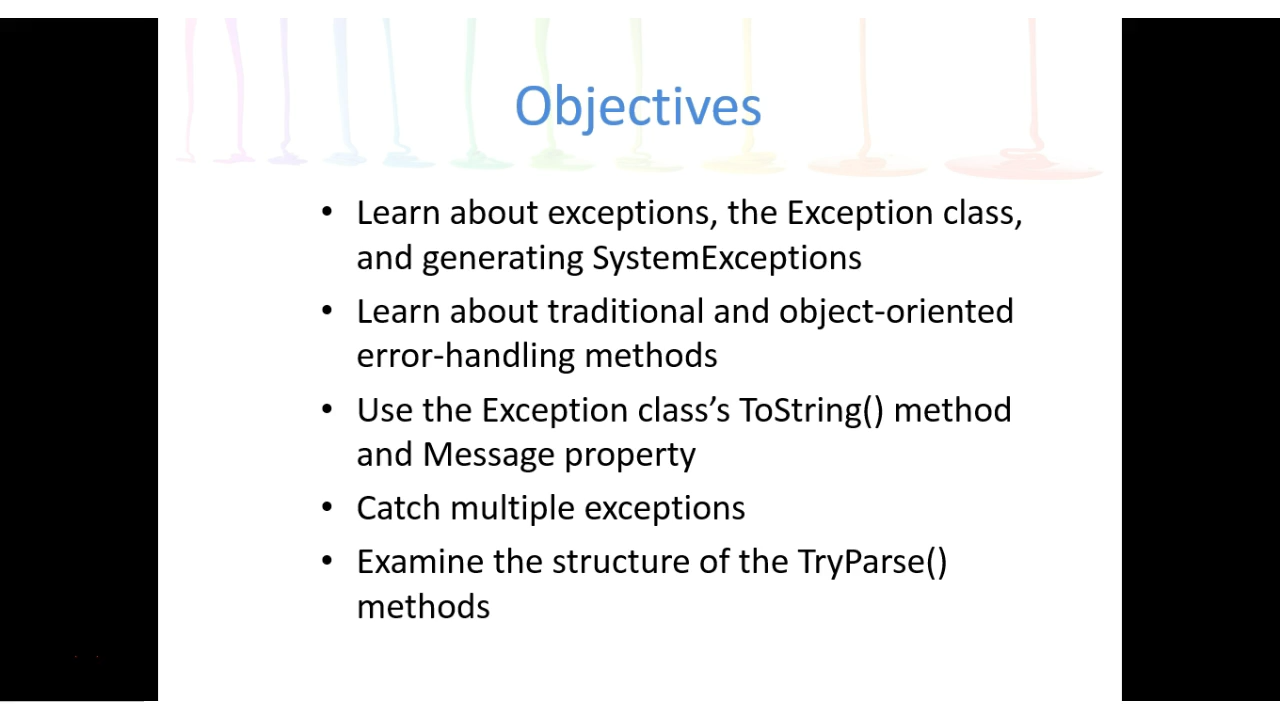 Objectives
• Learn about exceptions, the Exception class,
and generating SystemExceptions
• Learn about traditional and object-oriented
error-handling methods
• Use the Exception class’s ToString() method
and Message property
• Catch multiple exceptions
• Examine the structure of the TryParse()
methods